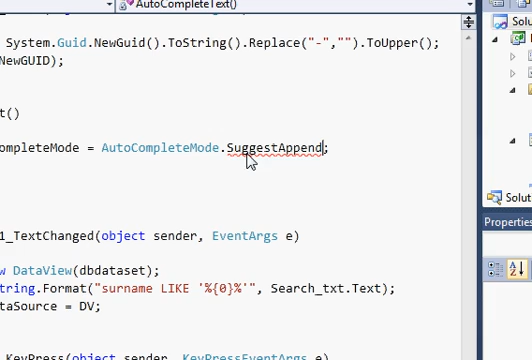 AutoCompleteText()
System.Guid.NewGuid().ToString().Replace("-","").ToUpper();
NewGUID);
t()
ompleteMode = AutoCompleteMode.SuggestAppend;
1_TextChanged(object sender, EventArgs e)
w DataView(dbdataset);
tring.Format("surname LIKE '%{0}%'", Search_txt.Text);
taSource = DV;
KeyPress(object sender, KeyPressEventArgs e)
Solu
Solut
Properties